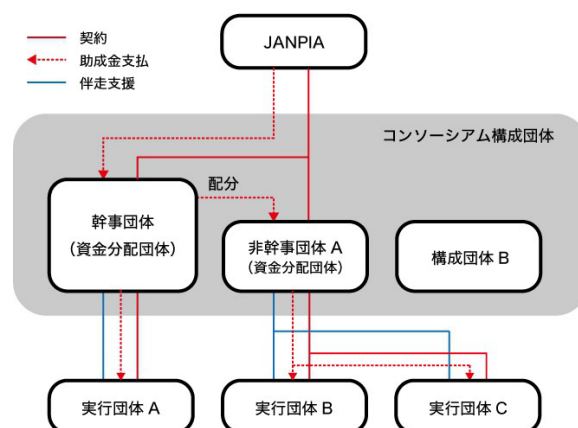 契約
助成金支払
伴走支援
JANPIA
コンソーシアム構成団体
幹事団体
(資金分配団体)
配分
非幹事団体 A
(資金分配団体)
構成団体 B
実行団体 A
実行団体 B
実行団体 C